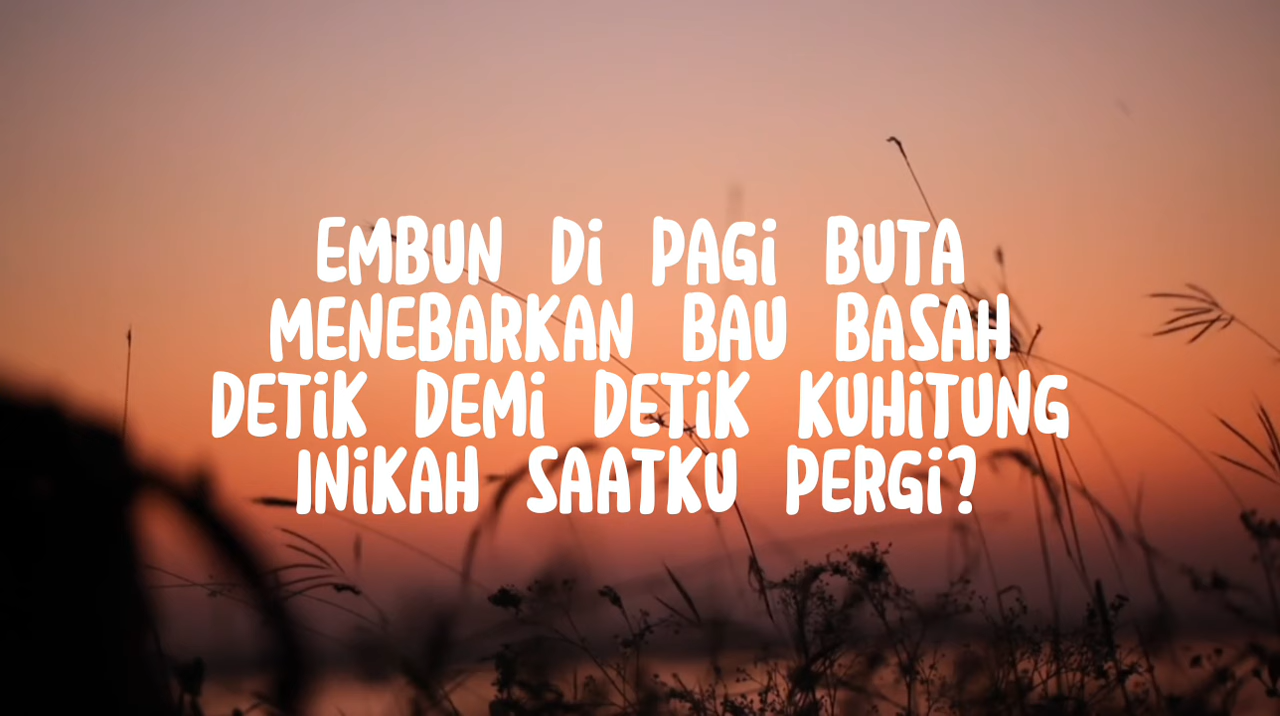 EMBUN Di PAGi BUTA
MENEBARKAN BAU BASAH
DETiK DEMi DETiK KUHiTUNG
INiKAH SAATKU PERGi?